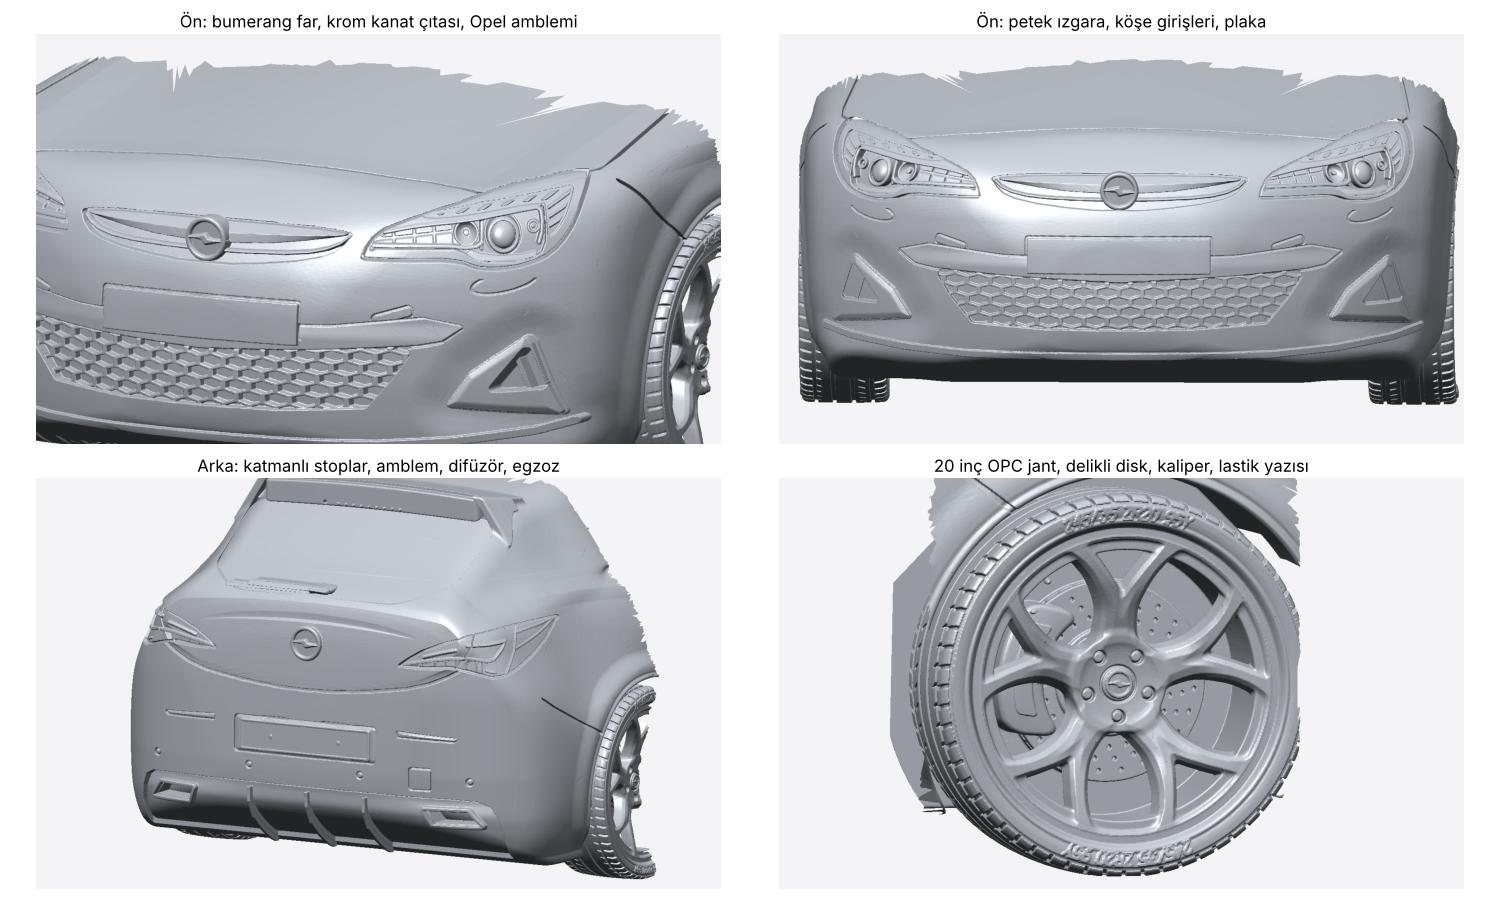 Ön: bumerang far, krom kanat çıtası, Opel amblemi
Ön: petek ızgara, köşe girişleri, plaka
Arka: katmanlı stoplar, amblem, difüzör, egzoz
20 inç OPC jant, delikli disk, kaliper, lastik yazısı